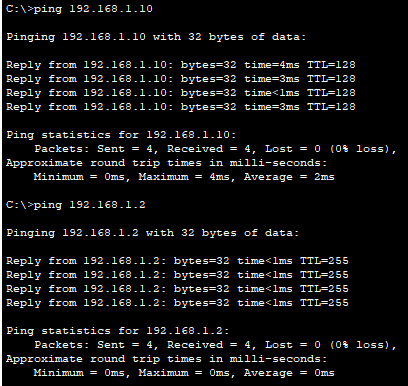 C:\>ping 192.168.1.10
Pinging 192.168.1.10 with 32 bytes of data:
Reply from 192.168.1.10: bytes=32 time=4ms TTL=128
Reply from 192.168.1.10: bytes=32 time=3ms TTL=128
Reply from 192.168.1.10: bytes=32 time<1ms TTL=128
Reply from 192.168.1.10: bytes=32 time=3ms TTL=128
Ping statistics for 192.168.1.10:
Packets: Sent = 4, Received = 4, Lost = 0 (0% loss),
Approximate round trip times in milli-seconds:
Minimum = 0ms, Maximum = 4ms, Average = 2ms
C:\>ping 192.168.1.2
Pinging 192.168.1.2 with 32 bytes of data:
Reply from 192.168.1.2: bytes=32 time<1ms TTL=255
Reply from 192.168.1.2: bytes=32 time<1ms TTL=255
Reply from 192.168.1.2: bytes=32 time<1ms TTL=255
Reply from 192.168.1.2: bytes=32 time<1ms TTL=255
Ping statistics for 192.168.1.2:
Packets: Sent = 4, Received = 4, Lost = 0 (0% loss),
Approximate round trip times in milli-seconds:
Minimum = 0ms, Maximum = 0ms, Average = 0ms